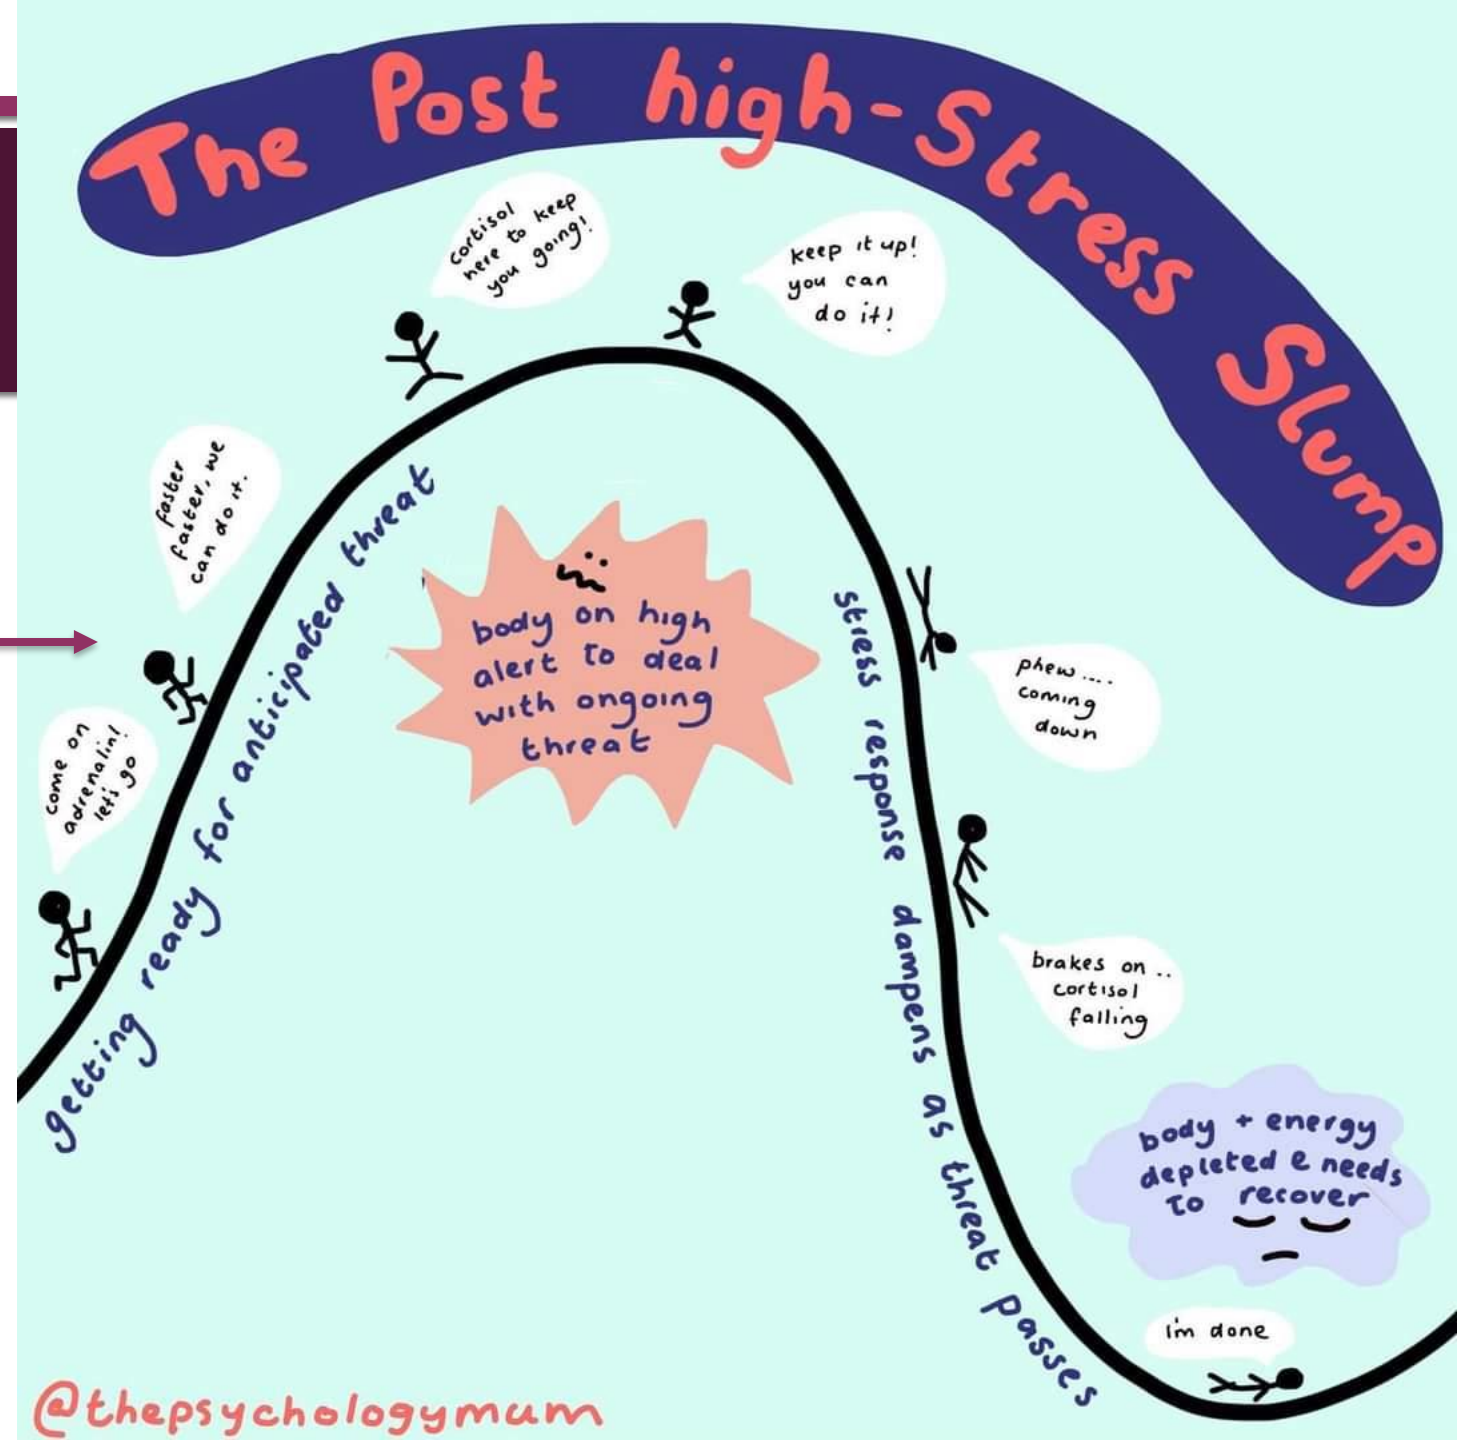 The Post high-Stress Slump
cortisol
here to keep
you going!
keep it up!
you can
do it!
faster
faster, we
can do it.
come on
adrenalin!
let's go
getting ready for anticipated threat
body on high
alert to deal
with ongoing
threat
stress response dampens as threat passes
phew....
coming
down
brakes on..
cortisol
falling
body + energy
depleted & needs
to recover
i'm done
@thepsychologymum